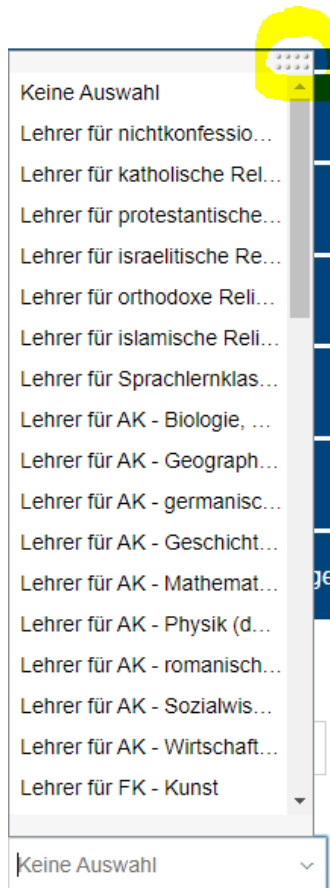 Keine Auswahl
Lehrer für nichtkonfessio...
Lehrer für katholische Rel...
Lehrer für protestantische...
Lehrer für israelitische Re...
Lehrer für orthodoxe Reli...
Lehrer für islamische Reli...
Lehrer für Sprachlernklas...
Lehrer für AK - Biologie, ...
Lehrer für AK - Geograph...
Lehrer für AK - germanisc...
Lehrer für AK - Geschicht...
Lehrer für AK - Mathemat...
Lehrer für AK - Physik (d...
Lehrer für AK - romanisch...
Lehrer für AK - Sozialwis...
Lehrer für AK - Wirtschaft...
Lehrer für FK - Kunst
Keine Auswahl